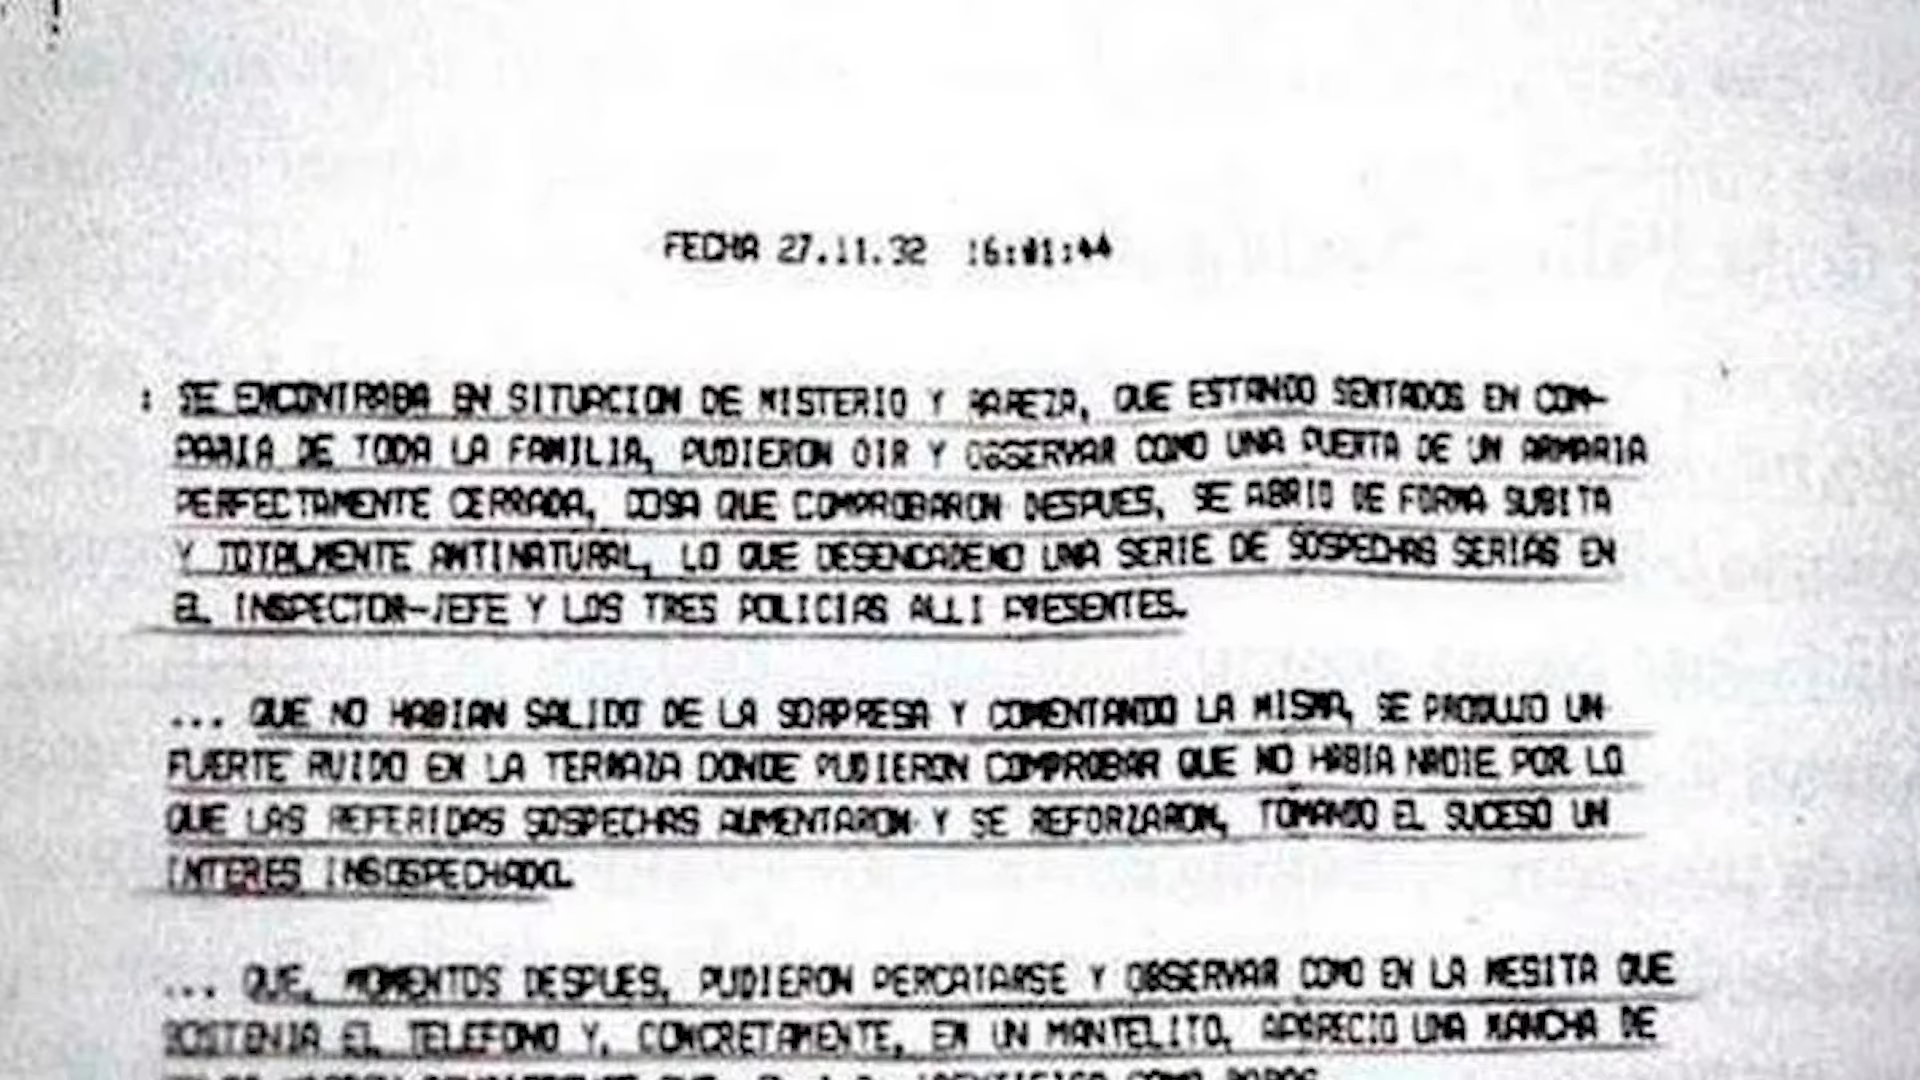 FECHA 27.11.32 16:01:44
: SE ENCONTRABA EN SITUACION DE MISTERIO Y RAREZA, QUE ESTANDO SENTADOS EN COM-
PAÑIA DE TODA LA FAMILIA, PUDIERON OIR Y OBSERVAR COMO UNA PUERTA DE UN ARMARIA
PERFECTAMENTE CERRADA, COSA QUE COMPROBARON DESPUES, SE ABRIO DE FORMA SUBITA
Y TOTALMENTE ANTINATURAL, LO QUE DESENCADENO UNA SERIE DE SOSPECHAS SERIAS EN
EL INSPECTOR-JEFE Y LOS TRES POLICIAS ALLI PRESENTES.
... QUE NO HABIAN SALIDO DE LA SORPRESA Y COMENTANDO LA MISMA, SE PRODUJO UN
FUERTE RUIDO EN LA TERRAZA DONDE PUDIERON COMPROBAR QUE NO HABIA NADIE POR LO
QUE LAS REFERIDAS SOSPECHAS AUMENTARON Y SE REFORZARON, TOMANDO EL SUCESO UN
INTERES INSOSPECHADO.
... QUE, MOMENTOS DESPUES, PUDIERON PERCATARSE Y OBSERVAR COMO EN LA MESITA QUE
SOSTENIA EL TELEFONO Y, CONCRETAMENTE, EN UN MANTELITO, APARECIO UNA MANCHA DE